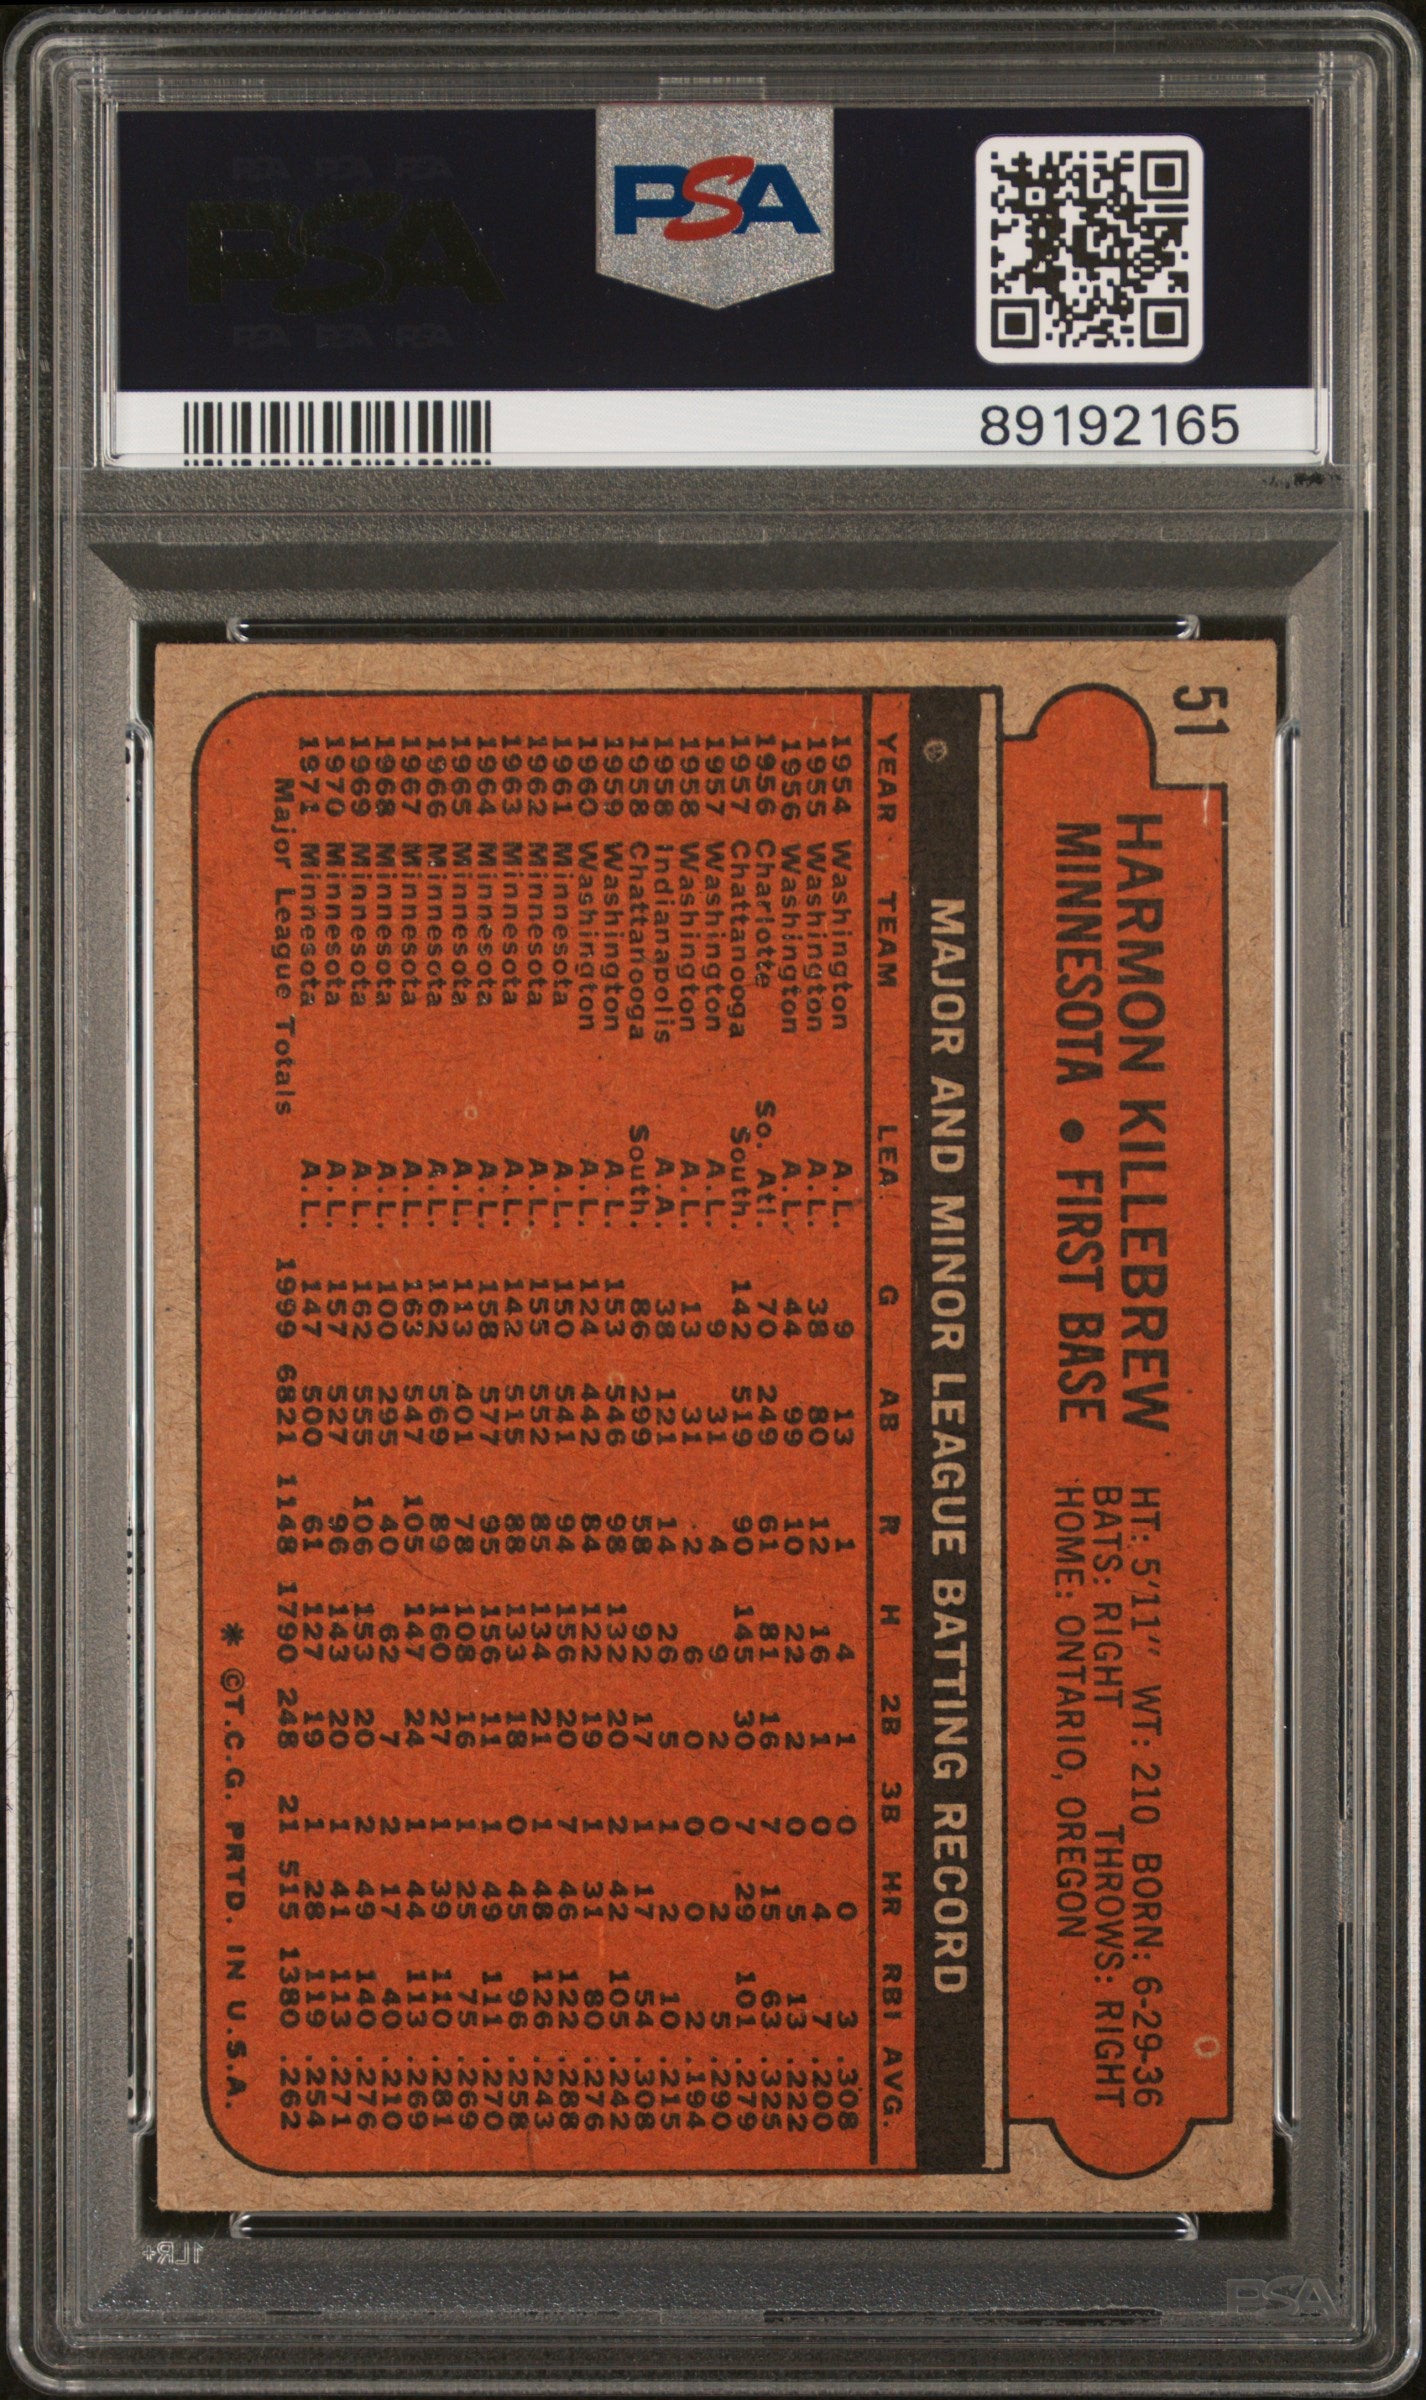 PSA PSA PSA
PSA
PSA PSA PSA
PSA
89192165
51
HARMON KILLEBREW
MINNESOTA • FIRST BASE
HT: 5'11" WT: 210 BORN: 6-29-36
BATS: RIGHT THROWS: RIGHT
HOME: ONTARIO, OREGON
MAJOR AND MINOR LEAGUE BATTING RECORD
YEAR TEAM LEA. G AB R H 2B 3B HR RBI AVG.
1954 Washington A.L. 9 13 1 4 1 0 0 3 .308
1955 Washington A.L. 38 80 12 16 1 0 4 7 .200
1956 Washington A.L. 44 99 10 22 2 0 5 13 .222
1956 Charlotte So. Atl. 70 249 61 81 16 7 15 63 .325
1957 Chattanooga South. 142 519 90 145 30 7 29 101 .279
1957 Washington A.L. 9 31 4 9 2 0 2 5 .290
1958 Washington A.L. 13 31 2 6 0 0 0 2 .194
1958 Indianapolis A.A. 38 121 14 26 5 1 2 10 .215
1958 Chattanooga South. 86 299 58 92 17 1 17 54 .308
1959 Washington A.L. 153 546 98 132 20 2 42 105 .242
1960 Washington A.L. 124 442 84 122 19 1 31 80 .276
1961 Minnesota A.L. 150 541 94 156 20 7 46 122 .288
1962 Minnesota A.L. 155 552 85 134 21 1 48 126 .243
1963 Minnesota A.L. 142 515 88 133 18 0 45 96 .258
1964 Minnesota A.L. 158 577 95 156 11 1 49 111 .270
1965 Minnesota A.L. 113 401 78 108 16 1 25 75 .269
1966 Minnesota A.L. 162 569 89 160 27 1 39 110 .281
1967 Minnesota A.L. 163 547 105 147 24 1 44 113 .269
1968 Minnesota A.L. 100 295 40 62 7 2 17 40 .210
1969 Minnesota A.L. 162 555 106 153 20 2 49 140 .276
1970 Minnesota A.L. 157 527 96 143 20 1 41 113 .271
1971 Minnesota A.L. 147 500 61 127 19 1 28 119 .254
Major League Totals 1999 6821 1148 1790 248 21 515 1380 .262
* ©T.C.G. PRTD. IN U.S.A.
1LR+
PSA